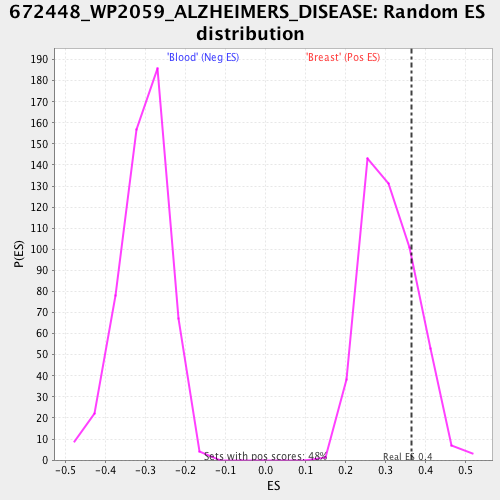 672448_WP2059_ALZHEIMERS_DISEASE: Random ES
distribution
'Blood' (Neg ES) 'Breast' (Pos ES)
190
180
170
160
150
140
130
120
110
100
90
80
70
60
50
40
30
20
10
0
P(ES)
Sets with pos scores: 48%
Real ES 0.4
-0.5 -0.4 -0.3 -0.2 -0.1 0.0 0.1 0.2 0.3 0.4 0.5
ES